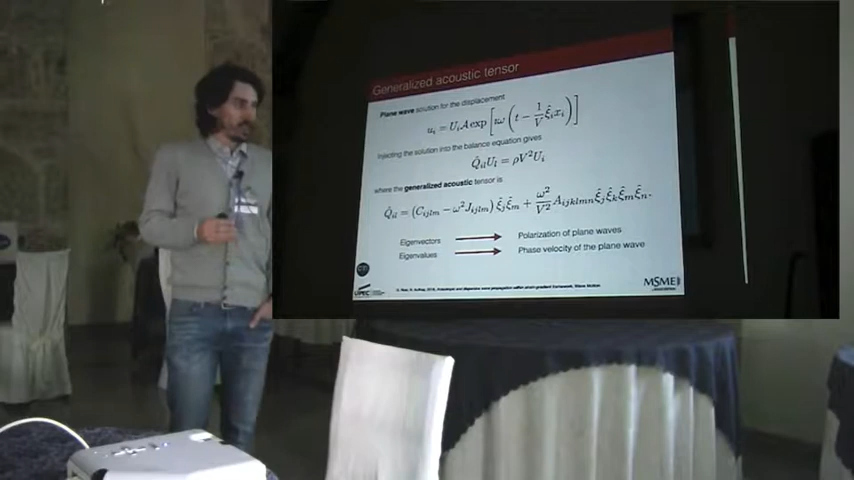 Generalized acoustic tensor
Plane wave solution for the displacement
u_i = U_i A exp [ ıω ( t − 1/V ξ̂_i x_i ) ]
Injecting the solution into the balance equation gives
Q̂_il U_l = ρV²U_i
where the generalized acoustic tensor is
Q̂_il = (C_ijlm − ω² J_ijlm) ξ̂_j ξ̂_m + ω²/V² A_ijklmn ξ̂_j ξ̂_k ξ̂_m ξ̂_n.
Eigenvectors → Polarization of plane waves
Eigenvalues → Phase velocity of the plane wave
UPEC
MSME